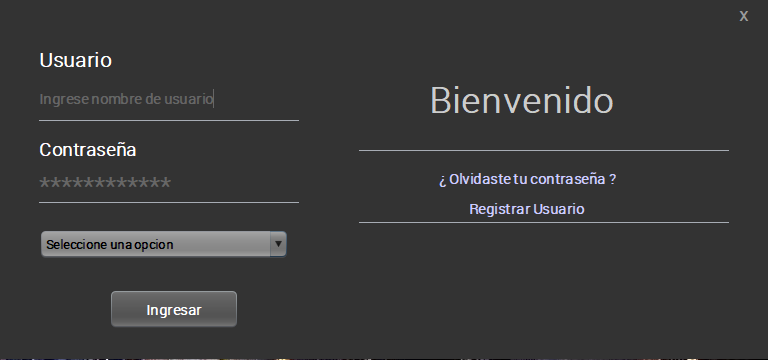 X
Usuario
Ingrese nombre de usuario
Contraseña
************
Seleccione una opcion
Ingresar
Bienvenido
¿ Olvidaste tu contraseña ?
Registrar Usuario